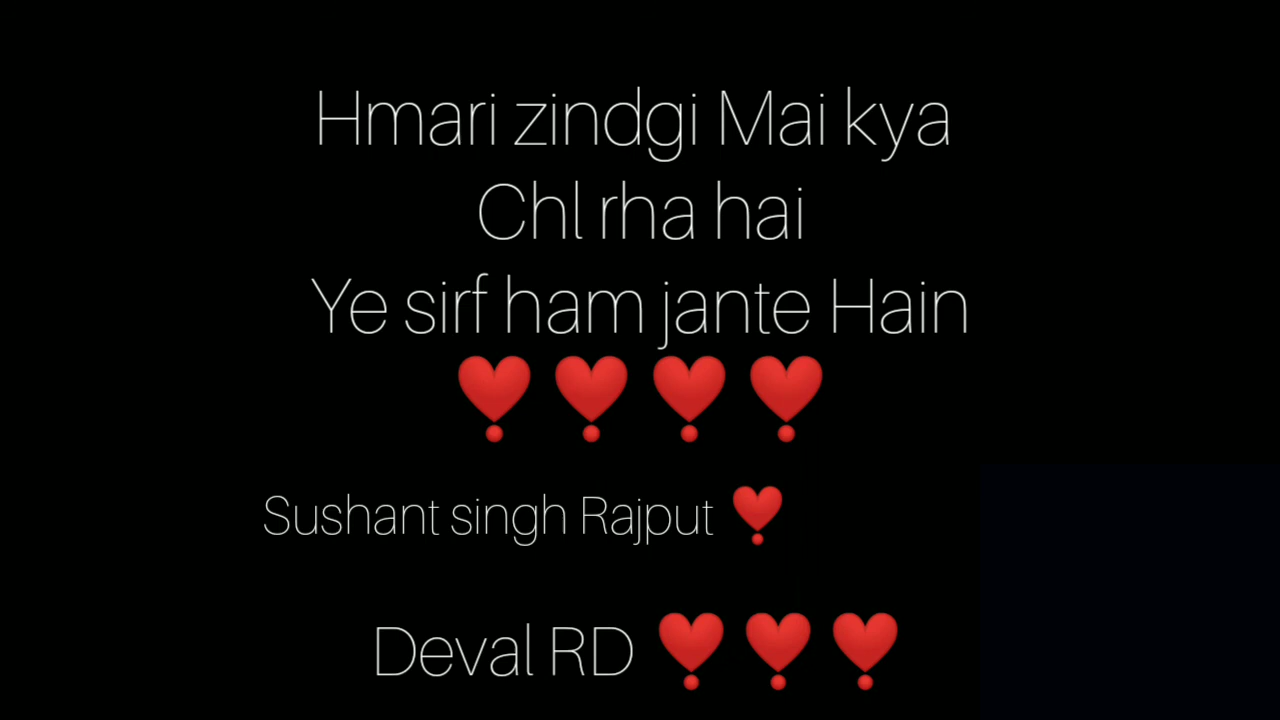 Hmari zindgi Mai kya
Chl rha hai
Ye sirf ham jante Hain
❣️❣️❣️❣️
Sushant singh Rajput ❣️
Deval RD ❣️❣️❣️